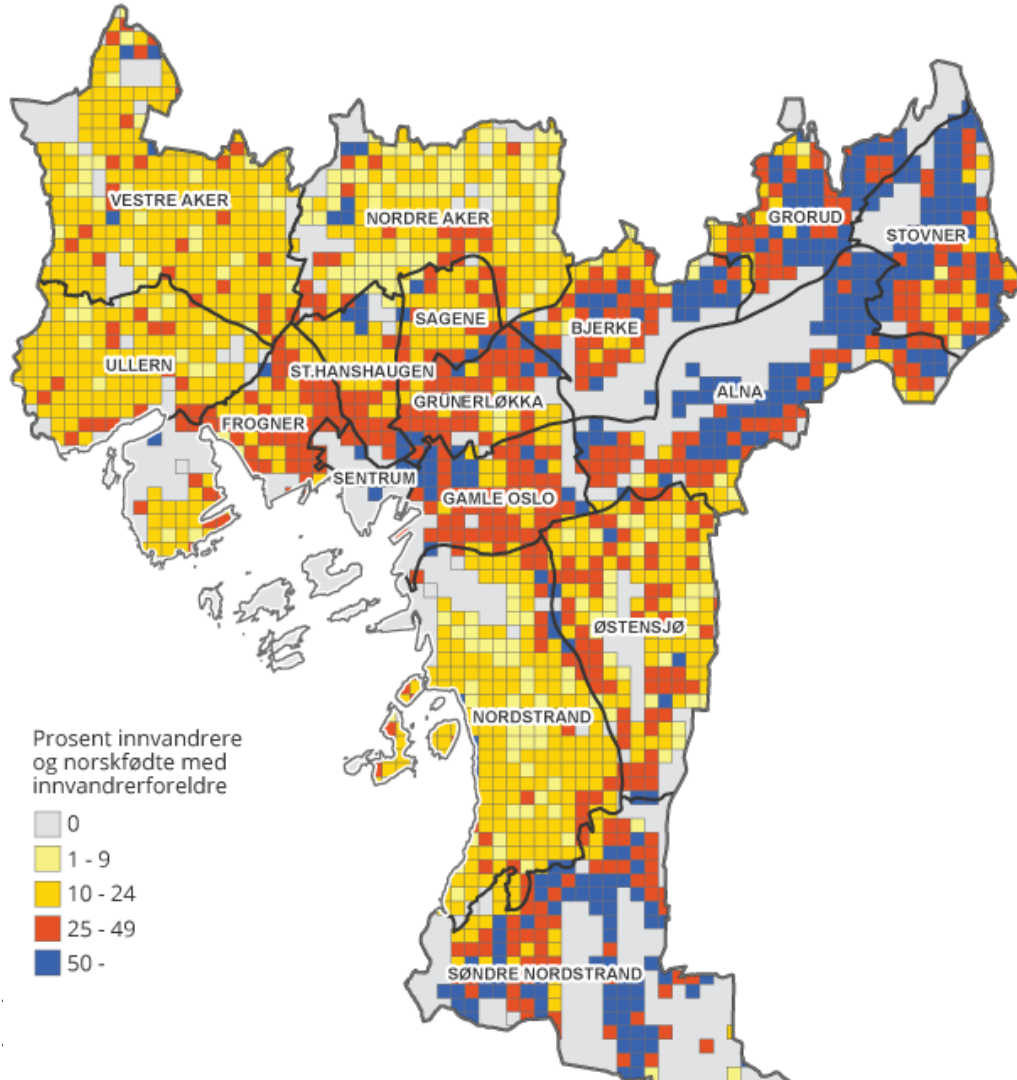 VESTRE AKER
NORDRE AKER
GRORUD
STOVNER
SAGENE
BJERKE
ULLERN
ST.HANSHAUGEN
ALNA
GRÜNERLØKKA
FROGNER
SENTRUM
GAMLE OSLO
ØSTENSJØ
NORDSTRAND
SØNDRE NORDSTRAND
Prosent innvandrere
og norskfødte med
innvandrerforeldre
0
1 - 9
10 - 24
25 - 49
50 -